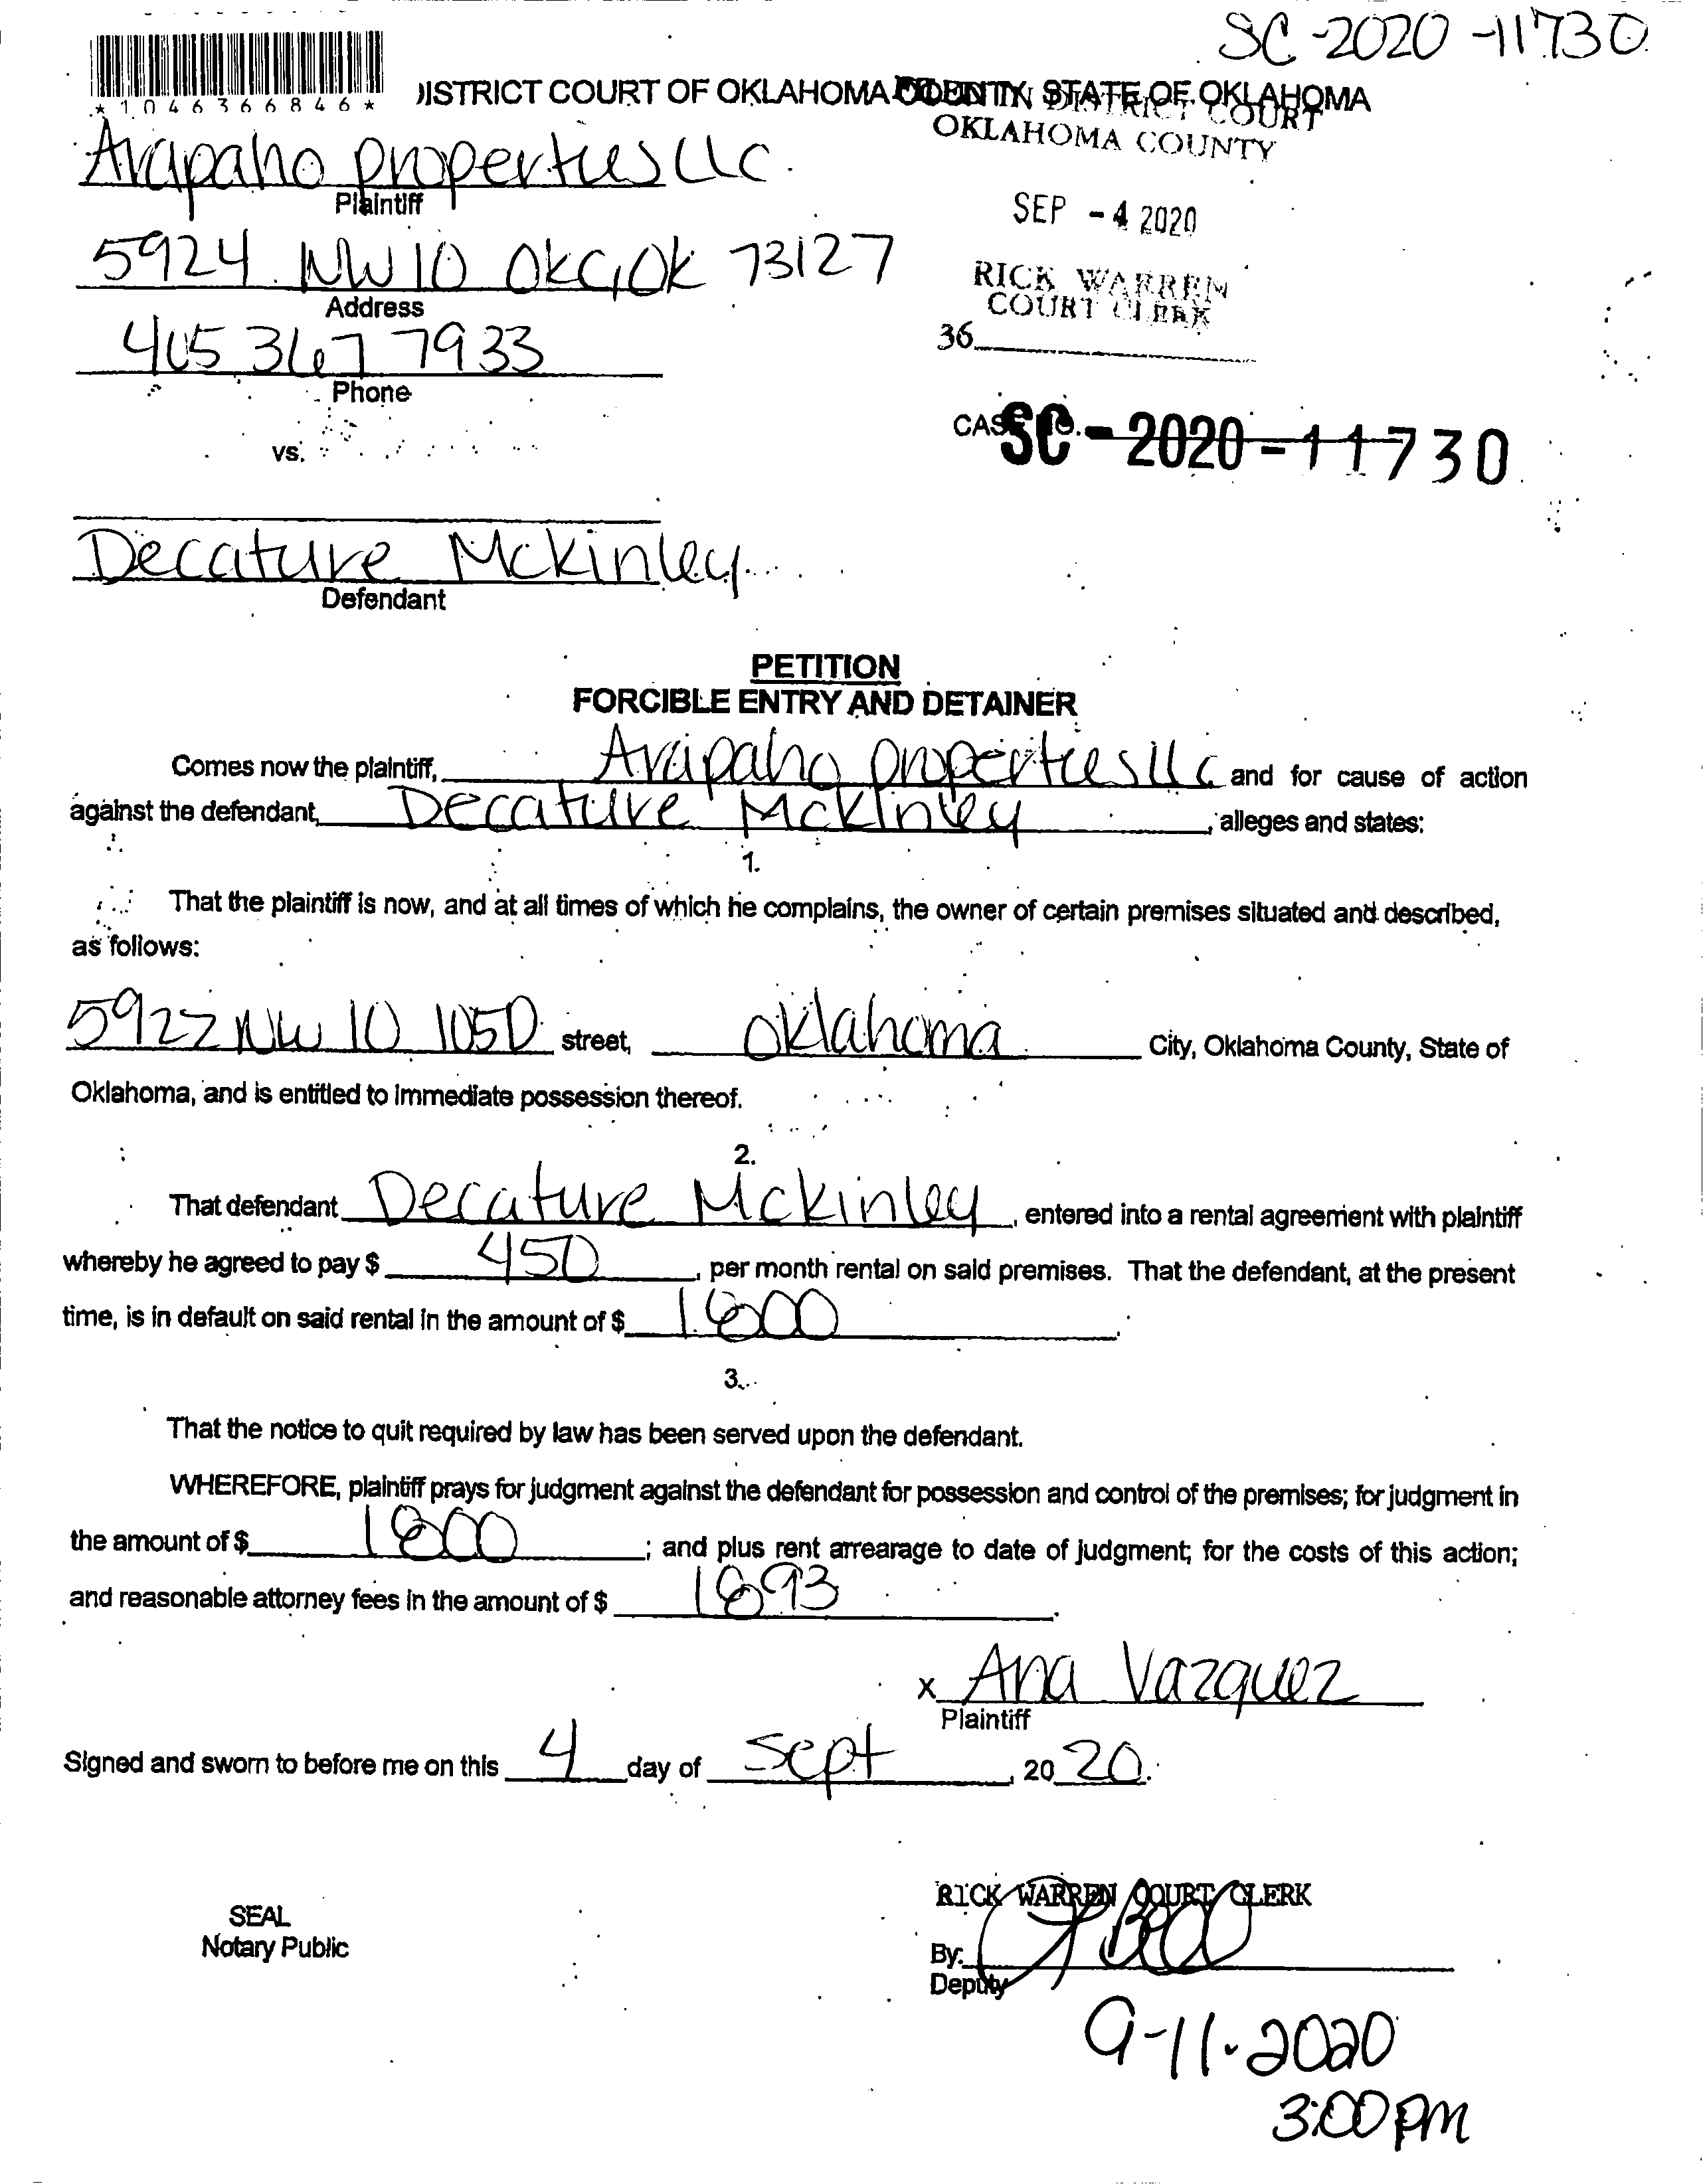 SC-2020-11730
*1046366846*
DISTRICT COURT OF OKLAHOMA COUNTY, STATE OF OKLAHOMA
FILED IN DISTRICT COURT
OKLAHOMA COUNTY
Arapaho properties llc.
Plaintiff
SEP -4 2020
5924 NW 10 OKC, OK 73127
Address
RICK WARREN
COURT CLERK
36
405 367 7933
Phone
CASE NO.
SC-2020-11730
vs.
Decature Mckinley
Defendant
PETITION
FORCIBLE ENTRY AND DETAINER
Comes now the plaintiff, Arapaho properties llc and for cause of action
against the defendant, Decature Mckinley, alleges and states:
1.
That the plaintiff is now, and at all times of which he complains, the owner of certain premises situated and described,
as follows:
5922 NW 10 105D street, Oklahoma City, Oklahoma County, State of
Oklahoma, and is entitled to immediate possession thereof.
2.
That defendant Decature Mckinley, entered into a rental agreement with plaintiff
whereby he agreed to pay $ 450, per month rental on said premises. That the defendant, at the present
time, is in default on said rental in the amount of $ 1800.
3.
That the notice to quit required by law has been served upon the defendant.
WHEREFORE, plaintiff prays for judgment against the defendant for possession and control of the premises; for judgment in
the amount of $ 1800; and plus rent arrearage to date of judgment; for the costs of this action;
and reasonable attorney fees in the amount of $ 1893.
x Ana Vazquez
Plaintiff
Signed and sworn to before me on this 4 day of Sept, 20 20.
RICK WARREN COURT CLERK
SEAL
Notary Public
By:
Deputy
9-11-2020
3:00 PM